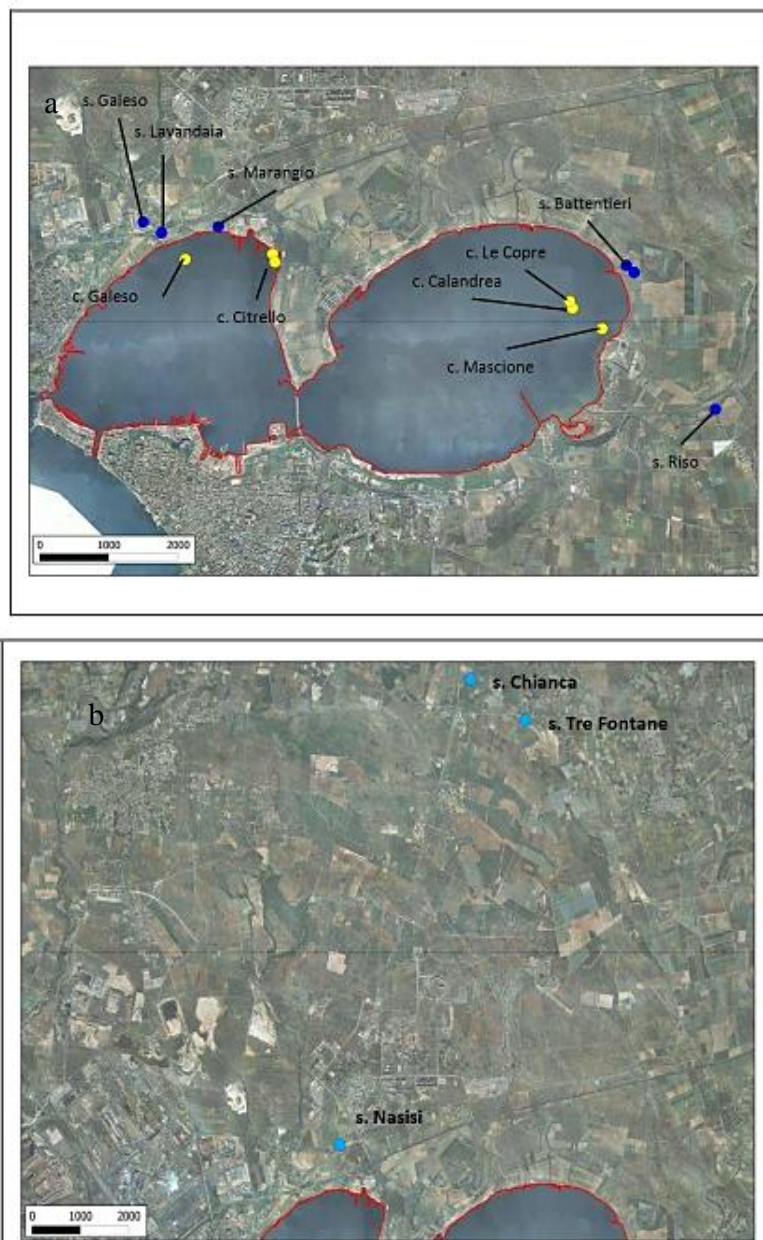 a
s. Galeso
s. Lavandaia
s. Marangio
s. Battentieri
c. Le Copre
c. Calandrea
c. Galeso
c. Citrello
c. Mascione
s. Riso
0 1000 2000
b
s. Chianca
s. Tre Fontane
s. Nasisi
0 1000 2000